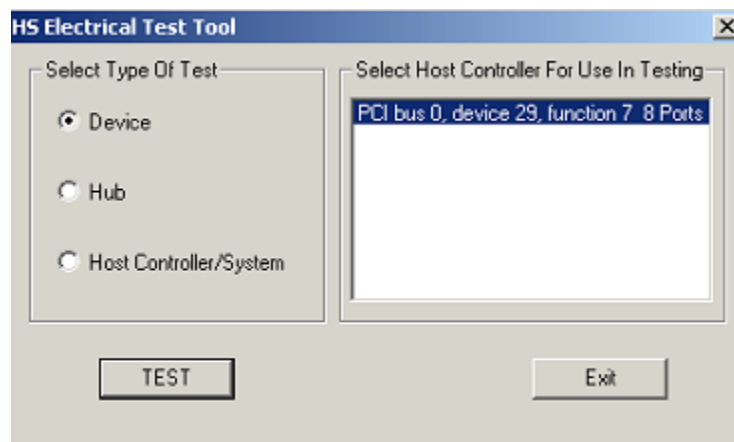 HS Electrical Test Tool
Select Type Of Test
Device
Hub
Host Controller/System
Select Host Controller For Use In Testing
PCI bus 0, device 29, function 7 8 Ports
TEST
Exit